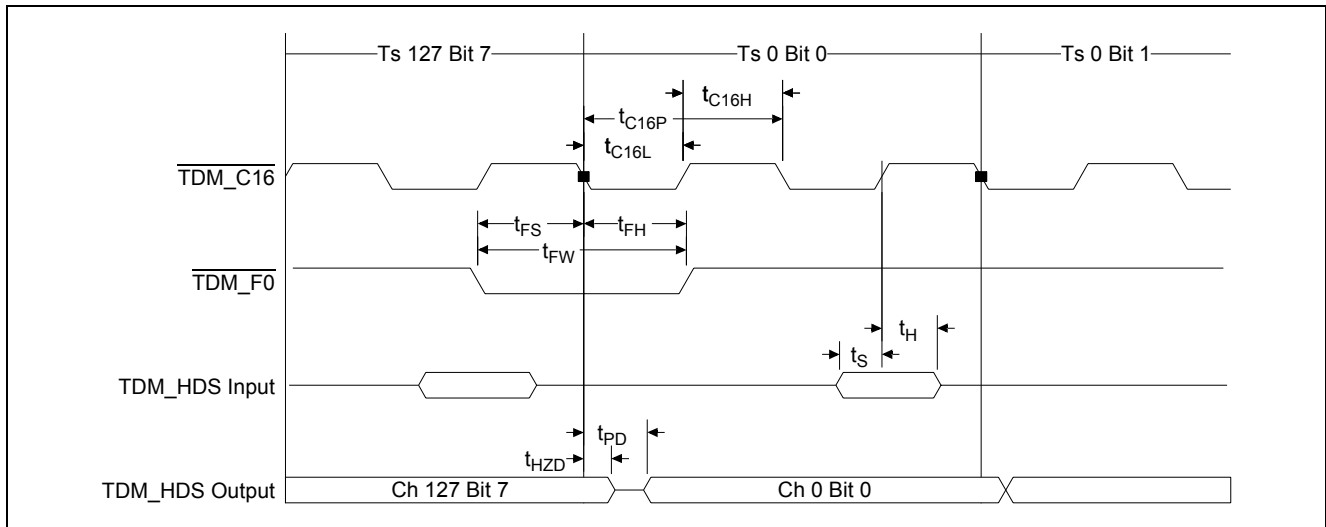 Ts 127 Bit 7 Ts 0 Bit 0 Ts 0 Bit 1
tC16H
tC16P
tC16L
TDM_C16
tFS tFH
tFW
TDM_F0
tH
tS
TDM_HDS Input
tPD
tHZD
TDM_HDS Output Ch 127 Bit 7 Ch 0 Bit 0